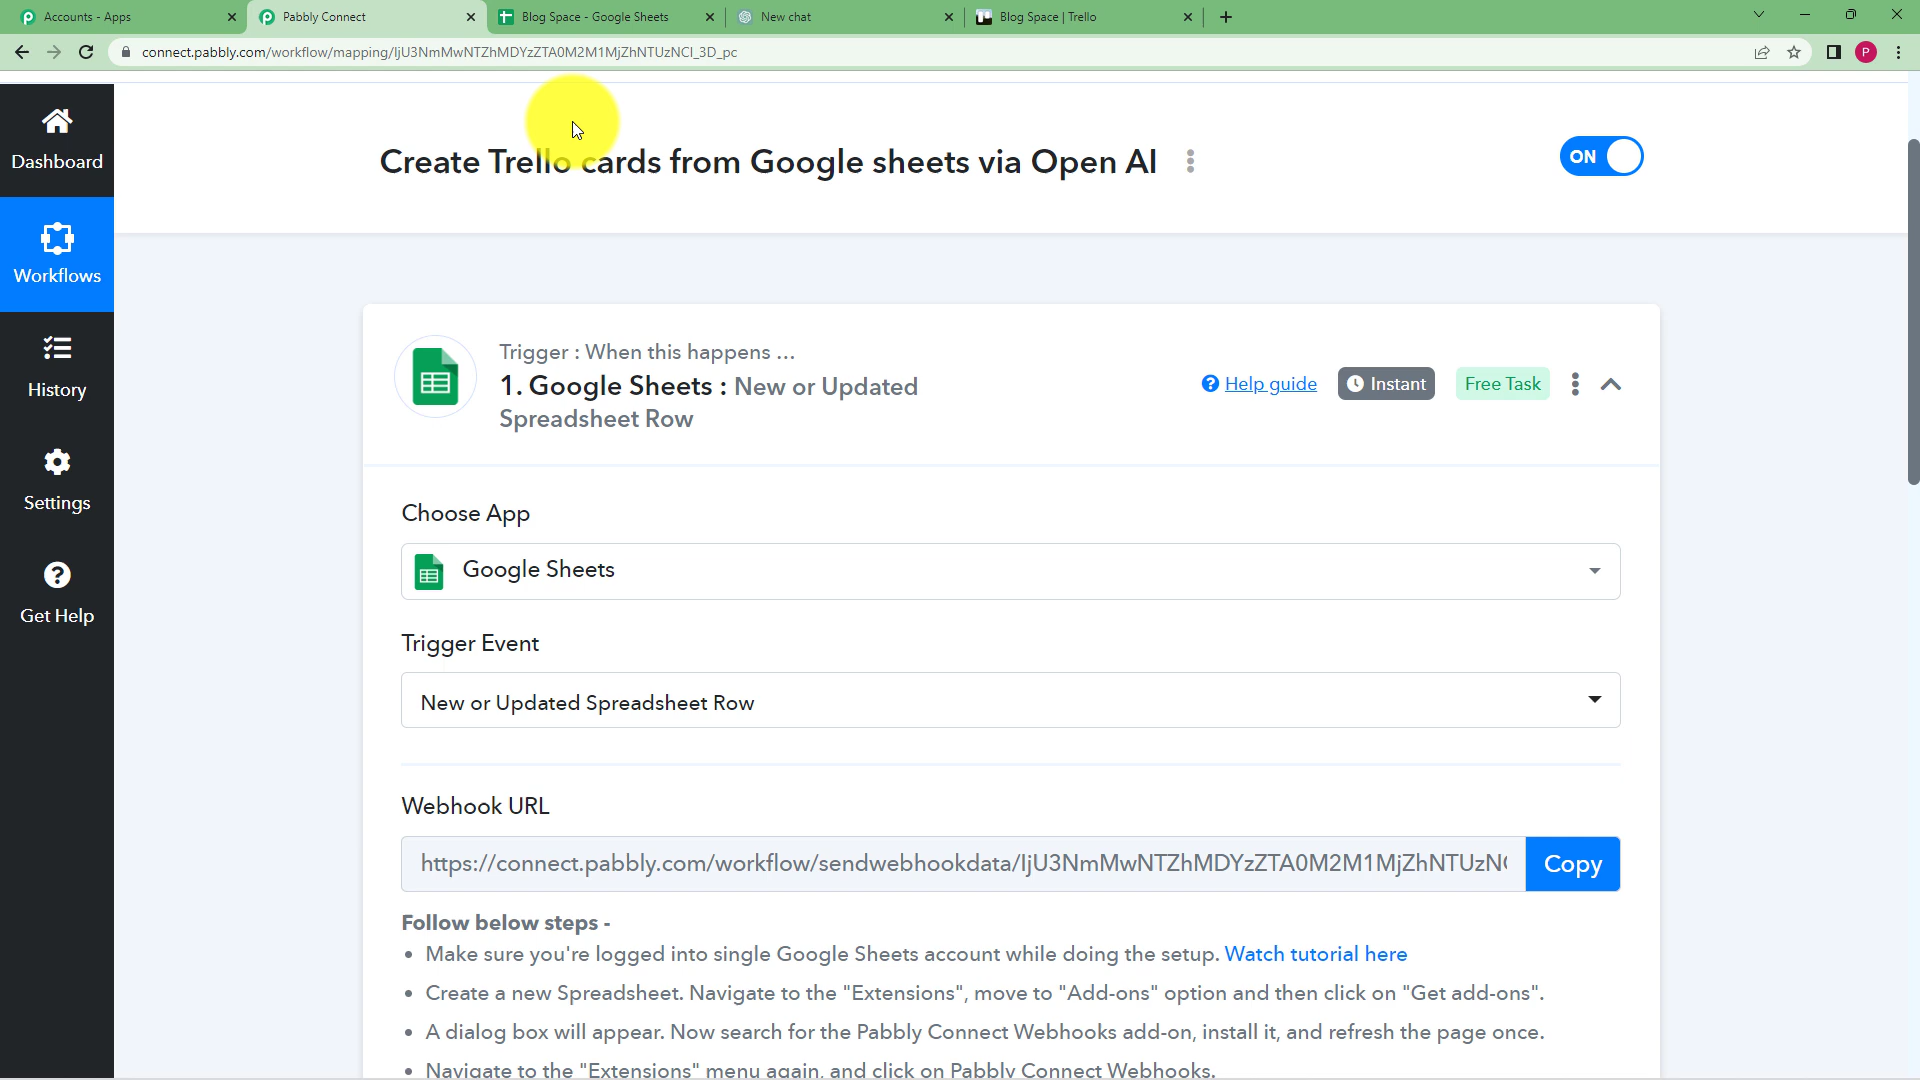 Accounts - Apps
Pabbly Connect
Blog Space - Google Sheets
New chat
Blog Space | Trello
connect.pabbly.com/workflow/mapping/IjU3NmMwNTZhMDYzZTA0M2M1MjZhNTUzNCI_3D_pc
P
Dashboard
Workflows
History
Settings
Get Help
Create Trello cards from Google sheets via Open AI
ON
Trigger : When this happens ...
1. Google Sheets : New or Updated
Spreadsheet Row
Help guide
Instant
Free Task
Choose App
Google Sheets
Trigger Event
New or Updated Spreadsheet Row
Webhook URL
https://connect.pabbly.com/workflow/sendwebhookdata/IjU3NmMwNTZhMDYzZTA0M2M1MjZhNTUzN
Copy
Follow below steps -
• Make sure you're logged into single Google Sheets account while doing the setup. Watch tutorial here
• Create a new Spreadsheet. Navigate to the "Extensions", move to "Add-ons" option and then click on "Get add-ons".
• A dialog box will appear. Now search for the Pabbly Connect Webhooks add-on, install it, and refresh the page once.
• Navigate to the "Extensions" menu again, and click on Pabbly Connect Webhooks.